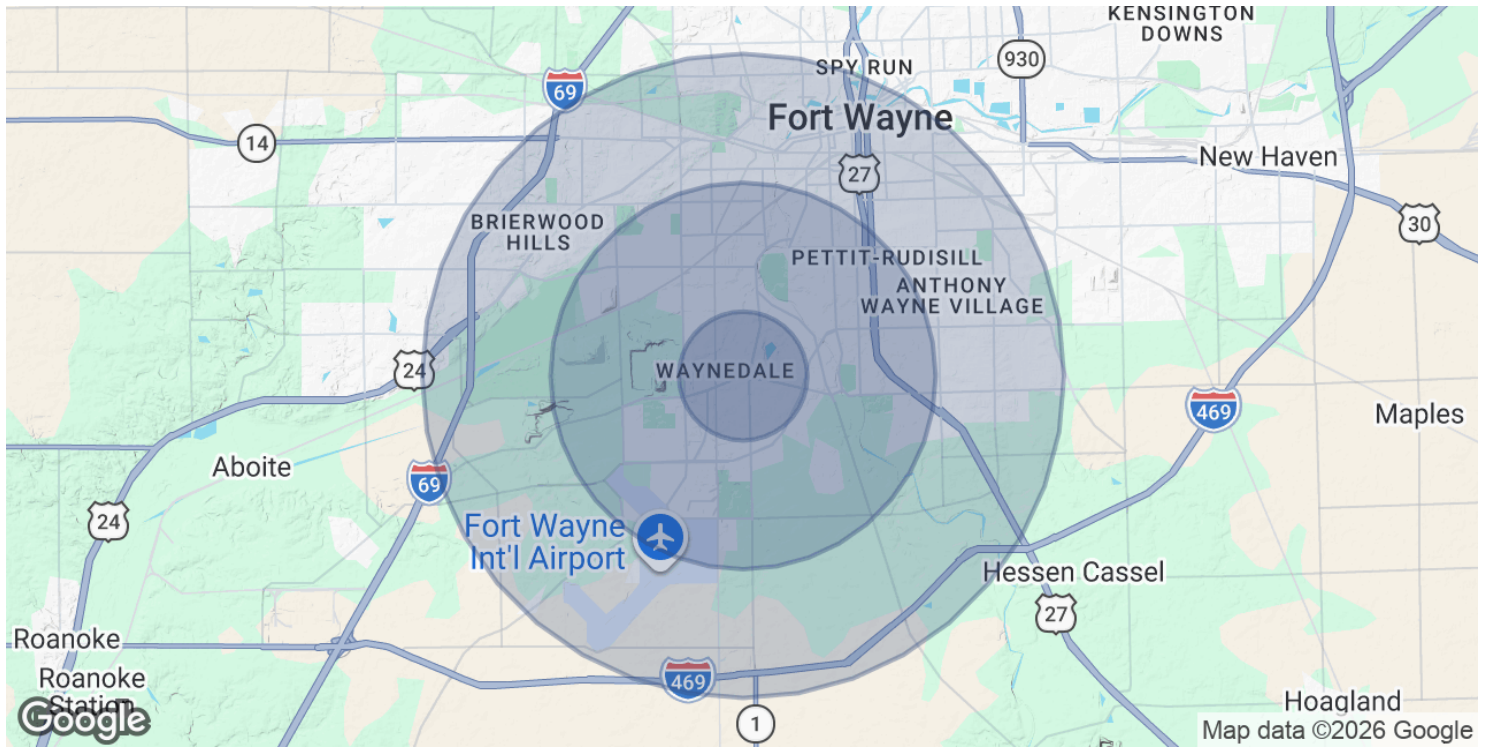 KENSINGTON
DOWNS
SPY RUN
930
69
Fort Wayne
14
New Haven
27
30
BRIERWOOD
HILLS
PETTIT-RUDISILL
ANTHONY
WAYNE VILLAGE
WAYNEDALE
24
469
Maples
Aboite
69
24
Fort Wayne
Int'l Airport
Hessen Cassel
27
Roanoke
Roanoke
Station
469
Hoagland
1
Google
Map data ©2026 Google